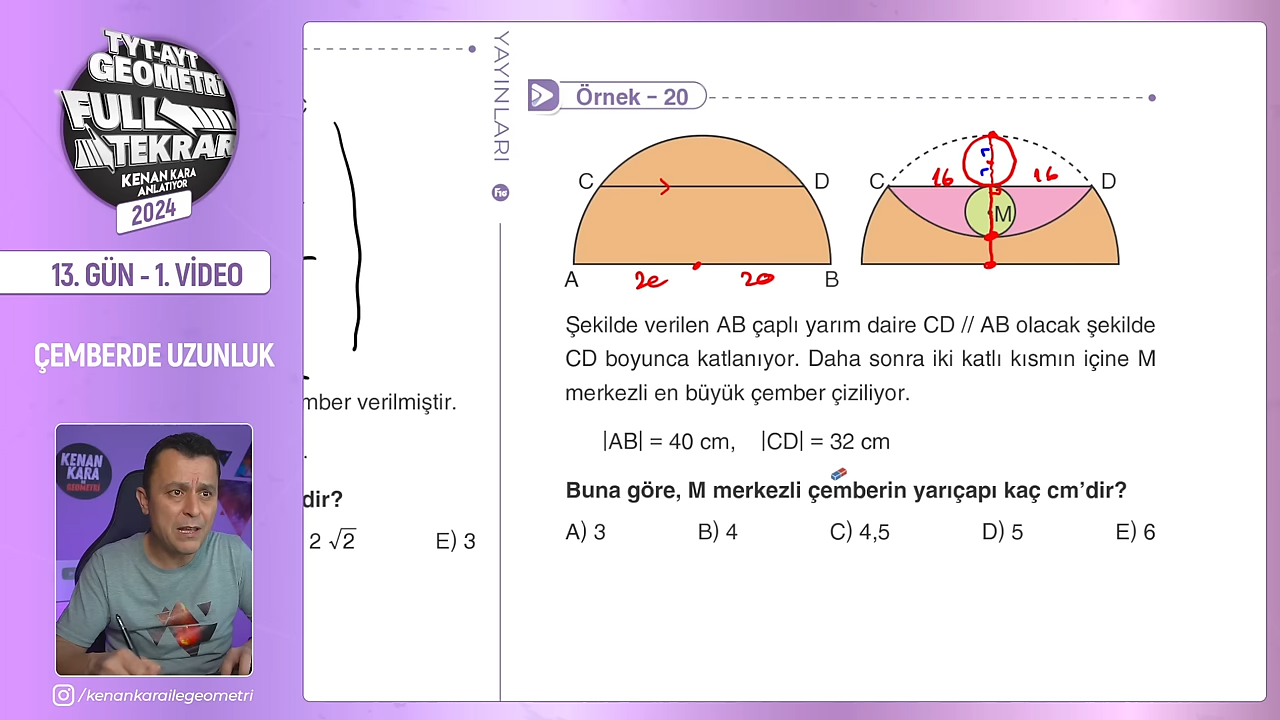 TYT-AYT
GEOMETRİ
FULL
TEKRAR
KENAN KARA
ANLATIYOR
2024
13. GÜN - 1. VİDEO
ÇEMBERDE UZUNLUK
KENAN
KARA
GEOMETRİ
/kenankarailegeometri
mber verilmiştir.
dir?
2 √2 E) 3
YAYINLARI
Örnek – 20
C D
A B
20
C D
16 16
r
r
M
Şekilde verilen AB çaplı yarım daire CD // AB olacak şekilde
CD boyunca katlanıyor. Daha sonra iki katlı kısmın içine M
merkezli en büyük çember çiziliyor.
|AB| = 40 cm, |CD| = 32 cm
Buna göre, M merkezli çemberin yarıçapı kaç cm’dir?
A) 3 B) 4 C) 4,5 D) 5 E) 6